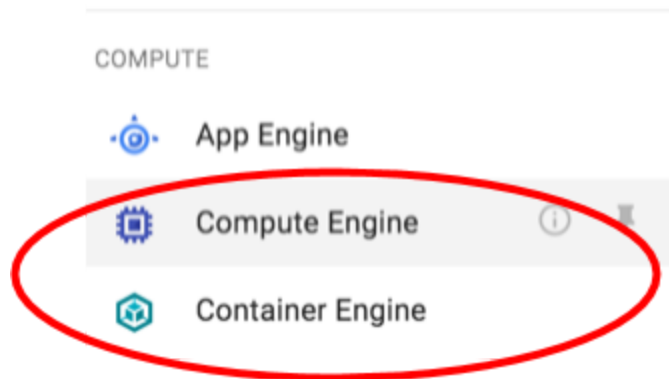 COMPUTE
App Engine
Compute Engine
Container Engine